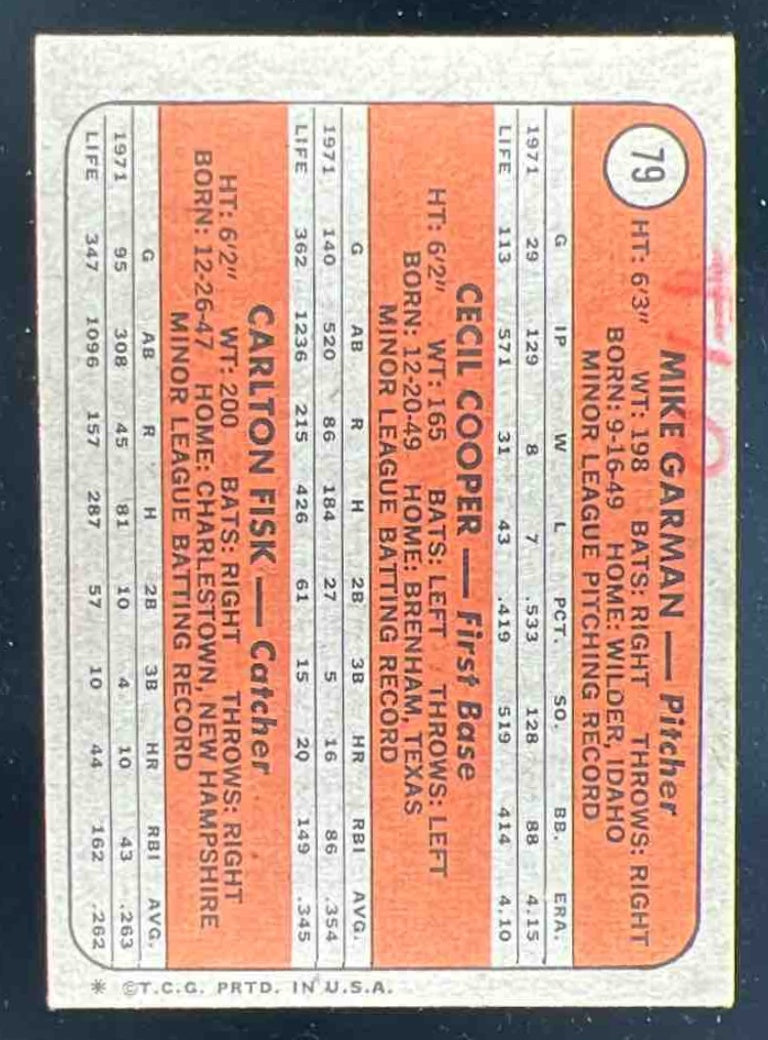 79
MIKE GARMAN — Pitcher
HT: 6'3" WT: 198 BATS: RIGHT THROWS: RIGHT
BORN: 9-16-49 HOME: WILDER, IDAHO
MINOR LEAGUE PITCHING RECORD
G IP W L PCT. SO. BB. ERA.
1971 29 129 8 7 .533 128 88 4.15
LIFE 113 571 31 43 .419 519 414 4.10
CECIL COOPER — First Base
HT: 6'2" WT: 165 BATS: LEFT THROWS: LEFT
BORN: 12-20-49 HOME: BRENHAM, TEXAS
MINOR LEAGUE BATTING RECORD
G AB R H 2B 3B HR RBI AVG.
1971 140 520 86 184 27 5 16 86 .354
LIFE 362 1236 215 426 61 15 20 149 .345
CARLTON FISK — Catcher
HT: 6'2" WT: 200 BATS: RIGHT THROWS: RIGHT
BORN: 12-26-47 HOME: CHARLESTOWN, NEW HAMPSHIRE
MINOR LEAGUE BATTING RECORD
G AB R H 2B 3B HR RBI AVG.
1971 95 308 45 81 10 4 10 43 .263
LIFE 347 1096 157 287 57 10 44 162 .262
* ©T.C.G. PRTD. IN U.S.A.